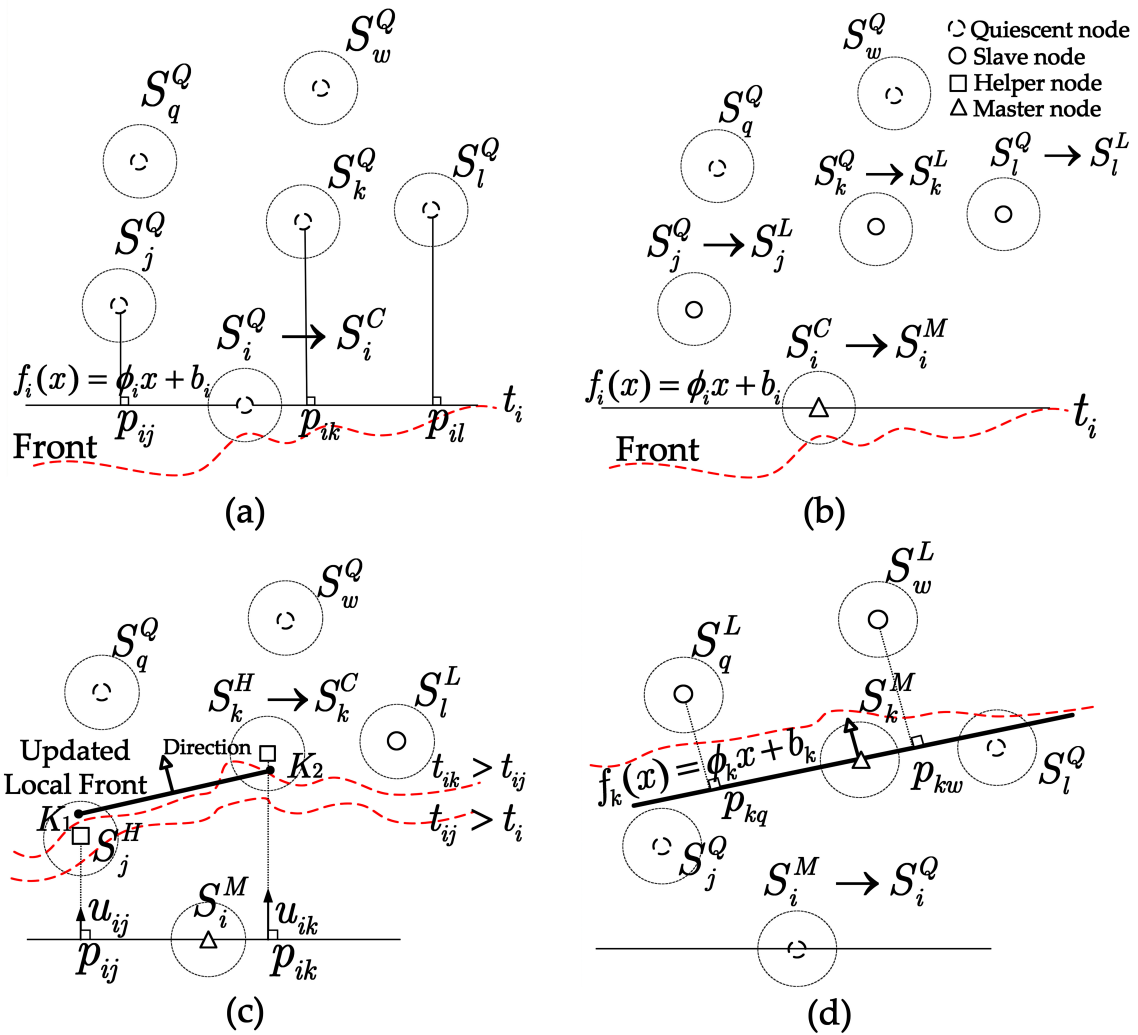 S_w^Q
S_q^Q
S_k^Q
S_l^Q
S_j^Q
S_i^Q → S_i^C
f_i(x) = ϕ_i x + b_i
t_i
p_ij
p_ik
p_il
Front
(a)
S_w^Q
Quiescent node
Slave node
Helper node
Master node
S_q^Q
S_k^Q → S_k^L
S_l^Q → S_l^L
S_j^Q → S_j^L
S_i^C → S_i^M
f_i(x) = ϕ_i x + b_i
t_i
Front
(b)
S_w^Q
S_q^Q
S_k^H → S_k^C
S_l^L
Updated
Local Front
Direction
K_2
t_ik > t_ij
K_1
S_j^H
t_ij > t_i
S_i^M
u_ij
u_ik
p_ij
p_ik
(c)
S_w^L
S_q^L
S_k^M
f_k(x) = ϕ_k x + b_k
p_kw
S_l^Q
p_kq
S_j^Q
S_i^M → S_i^Q
(d)